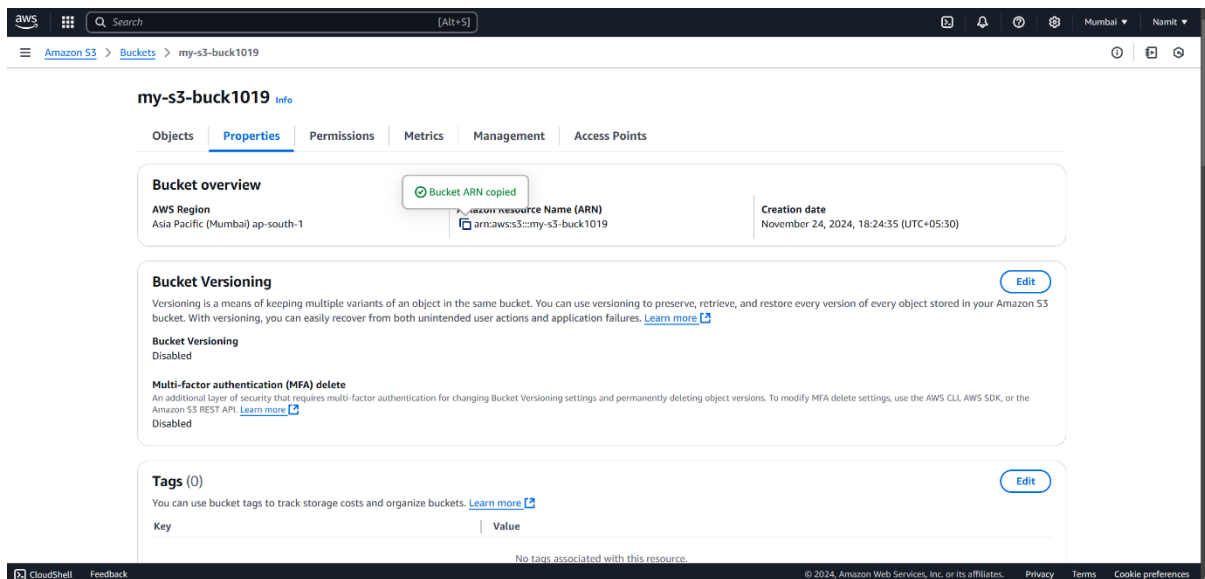 aws Search [Alt+S] Mumbai Namit
Amazon S3 > Buckets > my-s3-buck1019
my-s3-buck1019 Info
Objects Properties Permissions Metrics Management Access Points
Bucket overview
Bucket ARN copied
AWS Region
Asia Pacific (Mumbai) ap-south-1
Amazon Resource Name (ARN)
arn:aws:s3:::my-s3-buck1019
Creation date
November 24, 2024, 18:24:35 (UTC+05:30)
Bucket Versioning Edit
Versioning is a means of keeping multiple variants of an object in the same bucket. You can use versioning to preserve, retrieve, and restore every version of every object stored in your Amazon S3
bucket. With versioning, you can easily recover from both unintended user actions and application failures. Learn more
Bucket Versioning
Disabled
Multi-factor authentication (MFA) delete
An additional layer of security that requires multi-factor authentication for changing Bucket Versioning settings and permanently deleting object versions. To modify MFA delete settings, use the AWS CLI, AWS SDK, or the
Amazon S3 REST API. Learn more
Disabled
Tags (0) Edit
You can use bucket tags to track storage costs and organize buckets. Learn more
Key Value
No tags associated with this resource.
CloudShell Feedback © 2024, Amazon Web Services, Inc. or its affiliates. Privacy Terms Cookie preferences